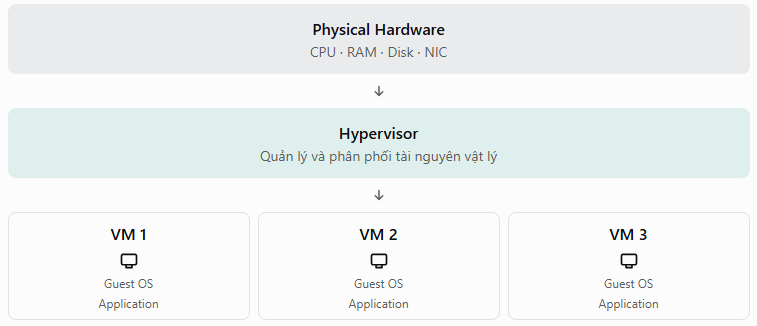 Physical Hardware
CPU · RAM · Disk · NIC
↓
Hypervisor
Quản lý và phân phối tài nguyên vật lý
↓
VM 1
Guest OS
Application
VM 2
Guest OS
Application
VM 3
Guest OS
Application